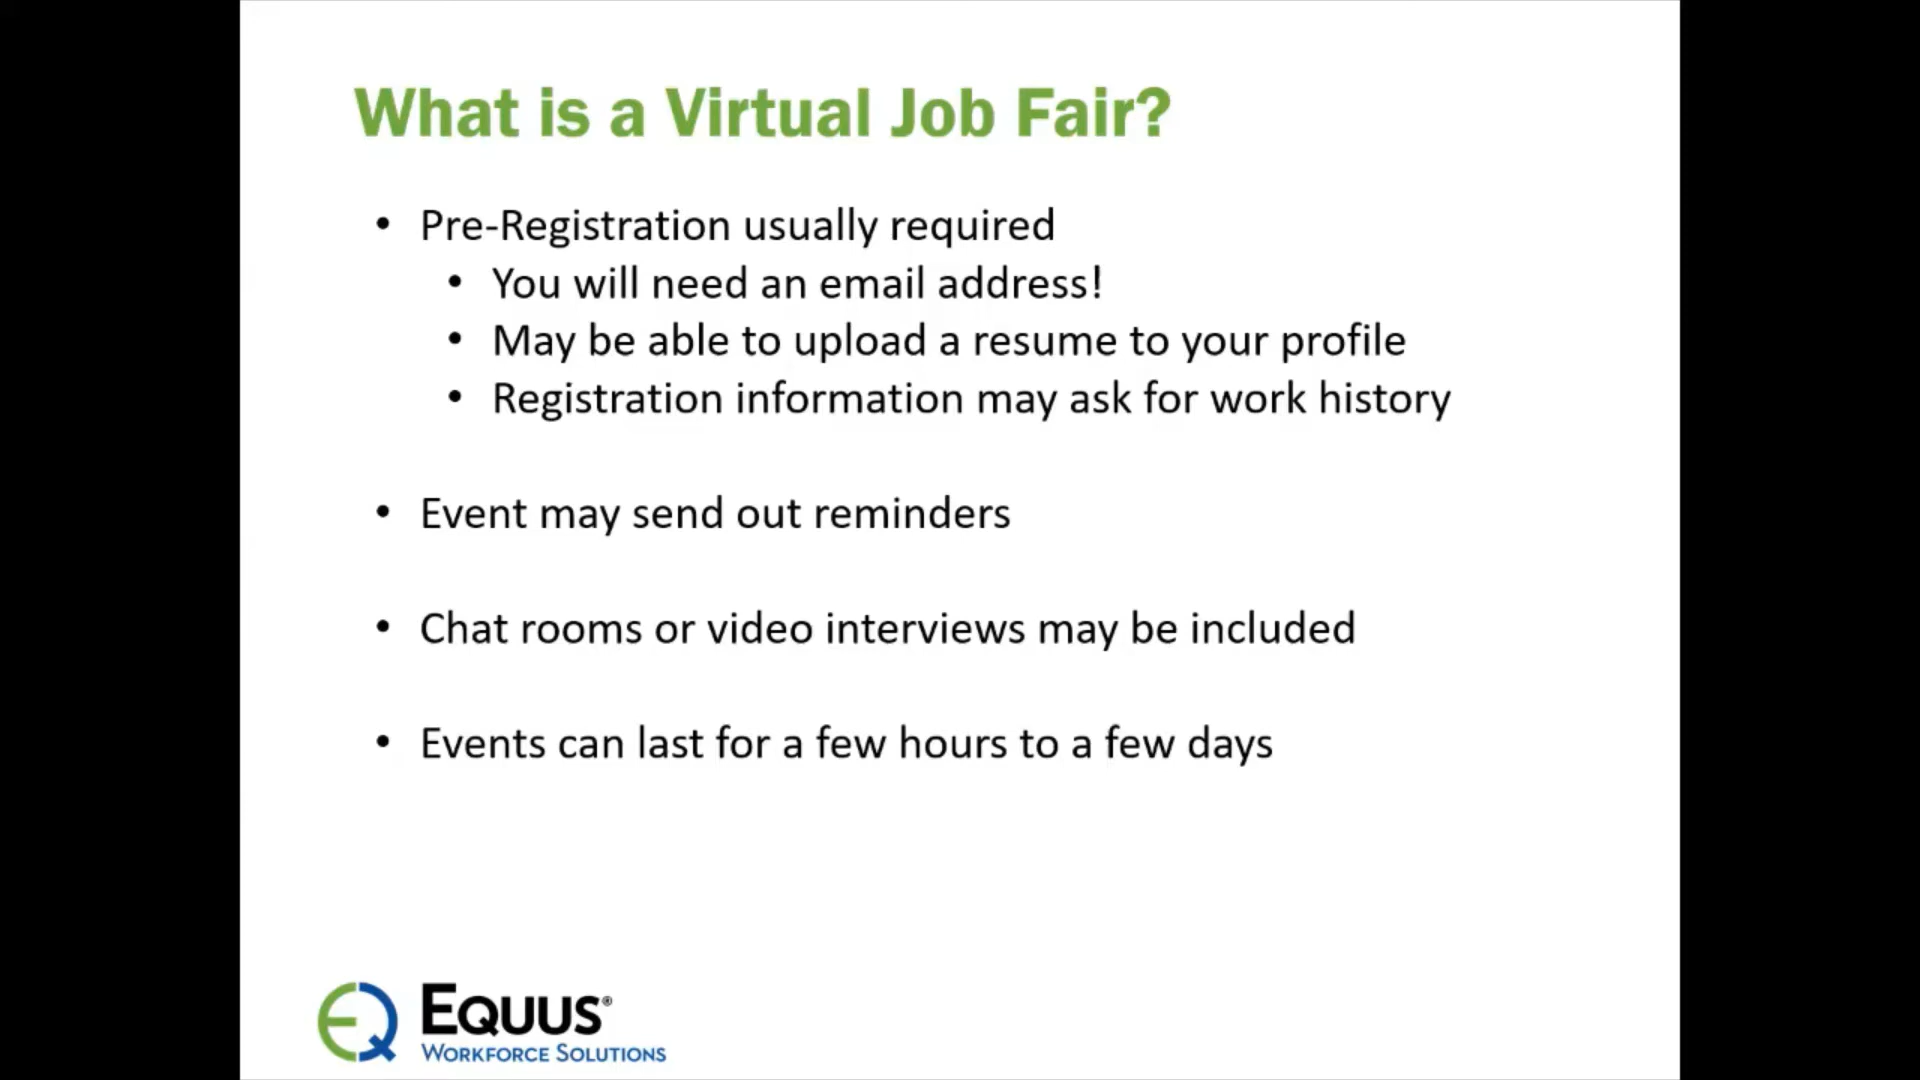 What is a Virtual Job Fair?
• Pre-Registration usually required
• You will need an email address!
• May be able to upload a resume to your profile
• Registration information may ask for work history
• Event may send out reminders
• Chat rooms or video interviews may be included
• Events can last for a few hours to a few days
EQ EQUUS®
WORKFORCE SOLUTIONS